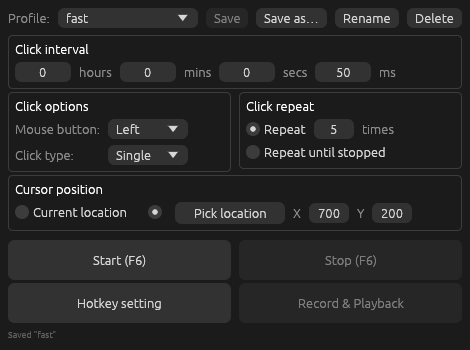 Profile: fast Save Save as... Rename Delete
Click interval
0 hours 0 mins 0 secs 50 ms
Click options
Mouse button: Left
Click type: Single
Click repeat
Repeat 5 times
Repeat until stopped
Cursor position
Current location Pick location X 700 Y 200
Start (F6) Stop (F6)
Hotkey setting Record & Playback
Saved "fast"